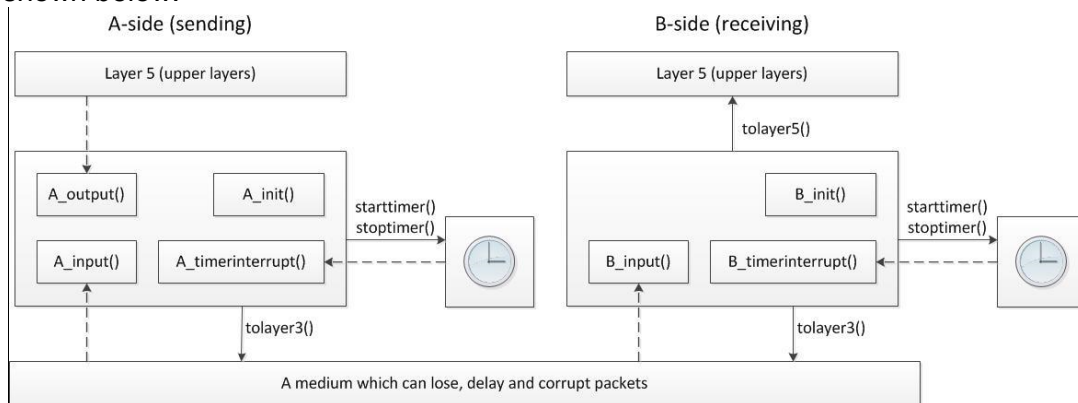 shown below.
A-side (sending)
B-side (receiving)
Layer 5 (upper layers)
Layer 5 (upper layers)
tolayer5()
A_output()
A_init()
B_init()
starttimer()
stoptimer()
starttimer()
stoptimer()
A_input()
A_timerinterrupt()
B_input()
B_timerinterrupt()
tolayer3()
tolayer3()
A medium which can lose, delay and corrupt packets